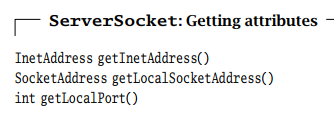 ServerSocket: Getting attributes
InetAddress getInetAddress()
SocketAddress getLocalSocketAddress()
int getLocalPort()